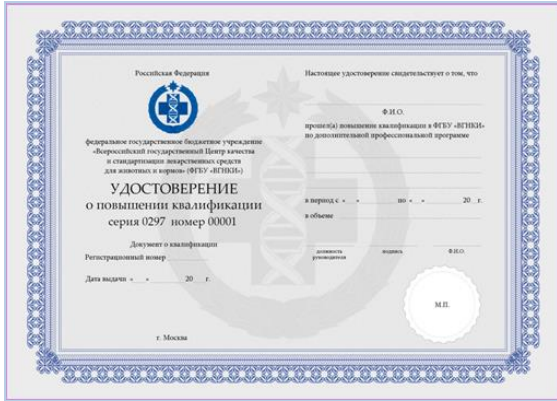 Российская Федерация
федеральное государственное бюджетное учреждение
«Всероссийский государственный Центр качества
и стандартизации лекарственных средств
для животных и кормов» (ФГБУ «ВГНКИ»)
УДОСТОВЕРЕНИЕ
о повышении квалификации
серия 0297 номер 00001
Документ о квалификации
Регистрационный номер
Дата выдачи « » 20 г.
г. Москва
Настоящее удостоверение свидетельствует о том, что
Ф.И.О.
прошел(а) повышение квалификации в ФГБУ «ВГНКИ»
по дополнительной профессиональной программе
в период с « » по « » 20 г.
в объеме
должность
руководителя
подпись
Ф.И.О.
М.П.